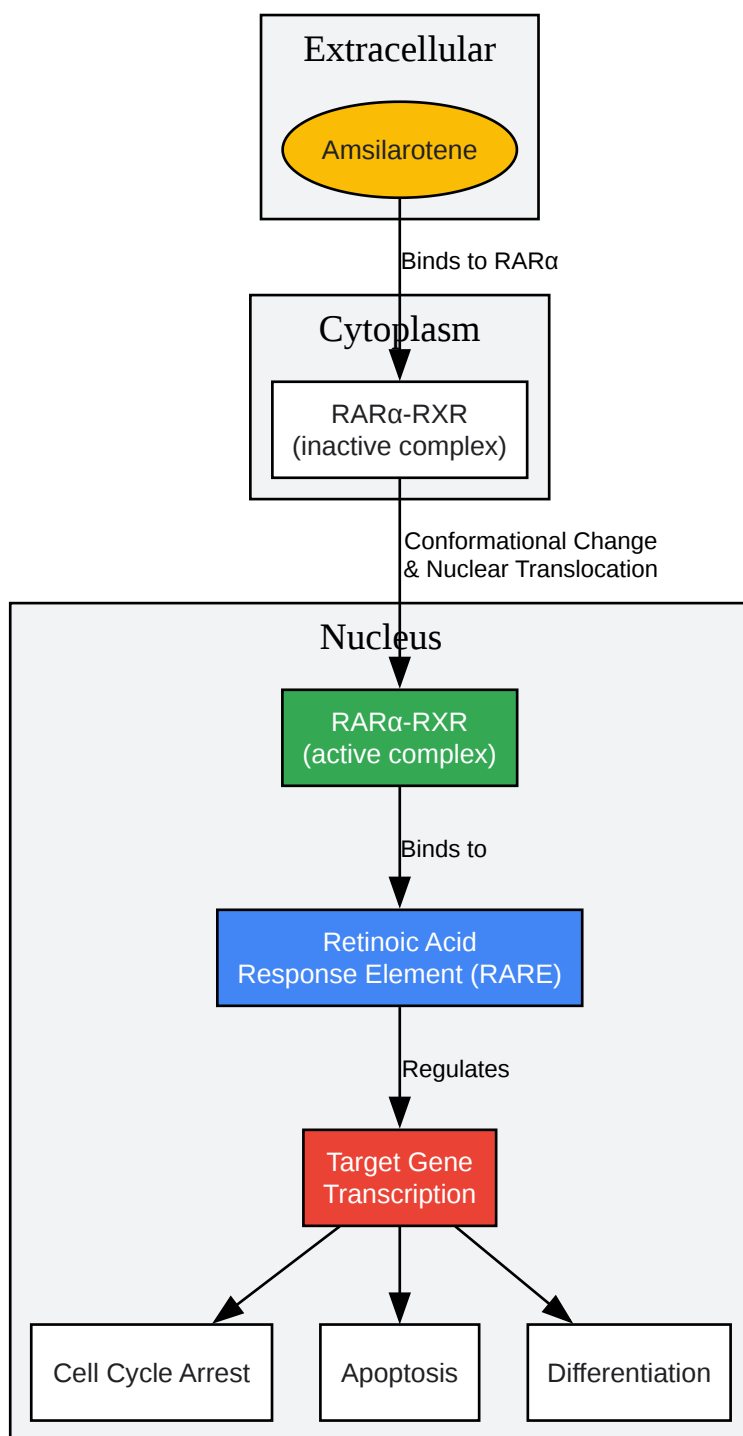 Extracellular
Amsilarotene
Binds to RARα
Cytoplasm
RARα-RXR
(inactive complex)
Conformational Change
& Nuclear Translocation
Nucleus
RARα-RXR
(active complex)
Binds to
Retinoic Acid
Response Element (RARE)
Regulates
Target Gene
Transcription
Cell Cycle Arrest
Apoptosis
Differentiation